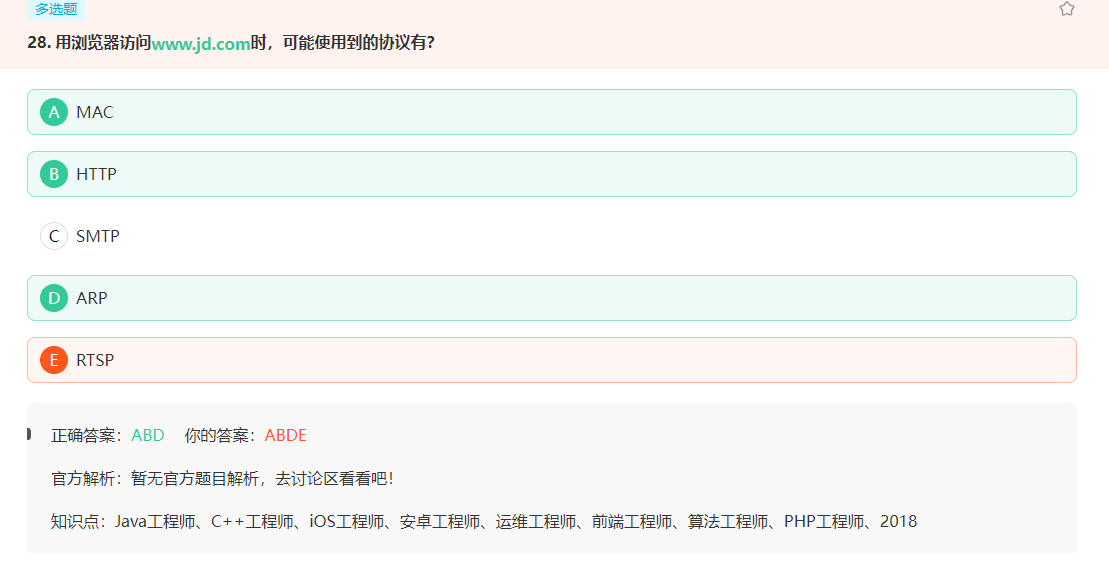 多选题
28. 用浏览器访问www.jd.com时，可能使用到的协议有?
A MAC
B HTTP
C SMTP
D ARP
E RTSP
正确答案：ABD 你的答案：ABDE
官方解析：暂无官方题目解析，去讨论区看看吧！
知识点：Java工程师、C++工程师、iOS工程师、安卓工程师、运维工程师、前端工程师、算法工程师、PHP工程师、2018